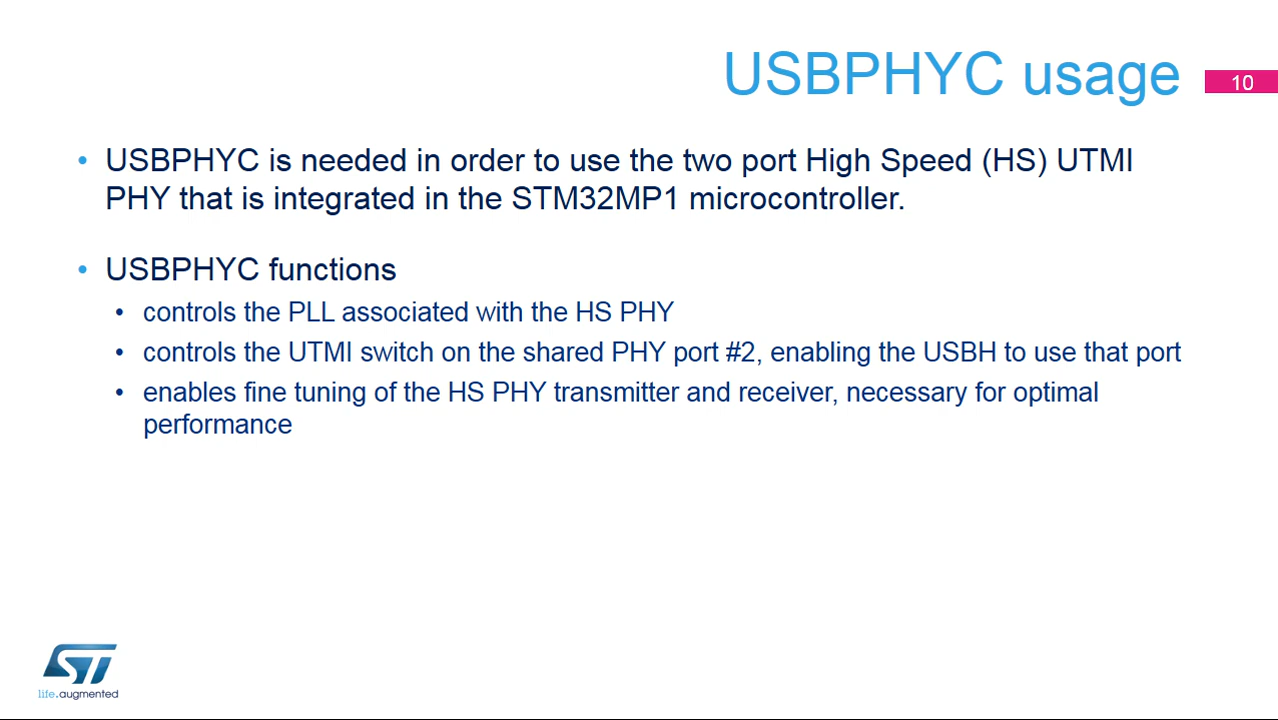 USBPHYC usage
10
• USBPHYC is needed in order to use the two port High Speed (HS) UTMI
PHY that is integrated in the STM32MP1 microcontroller.
• USBPHYC functions
• controls the PLL associated with the HS PHY
• controls the UTMI switch on the shared PHY port #2, enabling the USBH to use that port
• enables fine tuning of the HS PHY transmitter and receiver, necessary for optimal
performance
ST
life.augmented